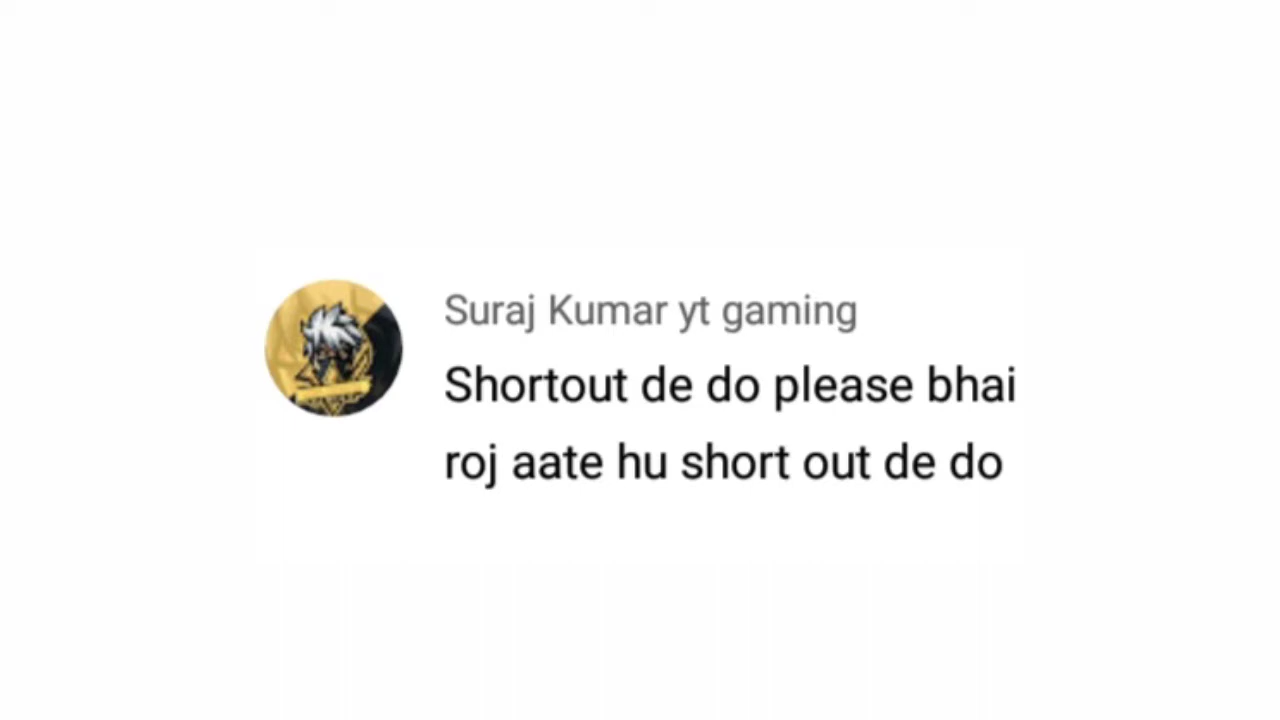 Suraj Kumar yt gaming
Shortout de do please bhai
roj aate hu short out de do